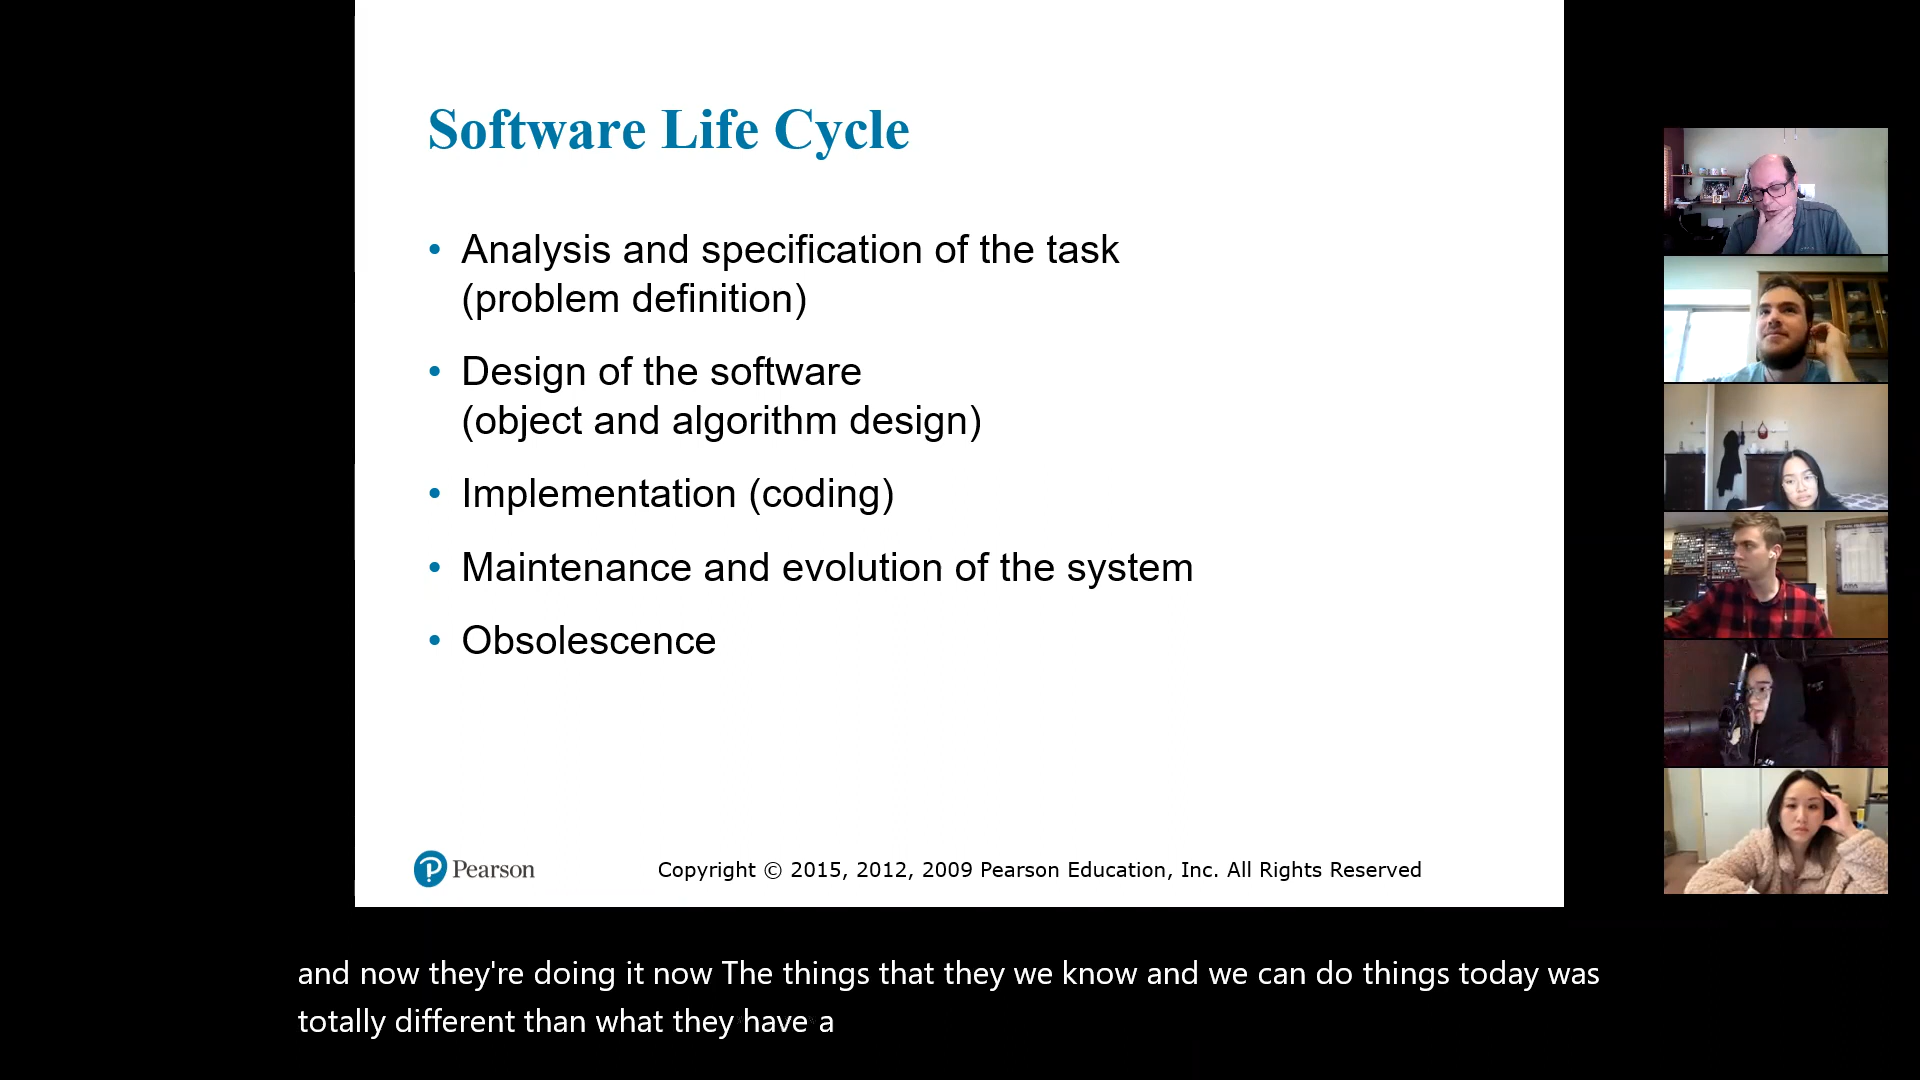 Software Life Cycle
• Analysis and specification of the task
(problem definition)
• Design of the software
(object and algorithm design)
• Implementation (coding)
• Maintenance and evolution of the system
• Obsolescence
Pearson
Copyright © 2015, 2012, 2009 Pearson Education, Inc. All Rights Reserved
and now they're doing it now The things that they we know and we can do things today was
totally different than what they have a